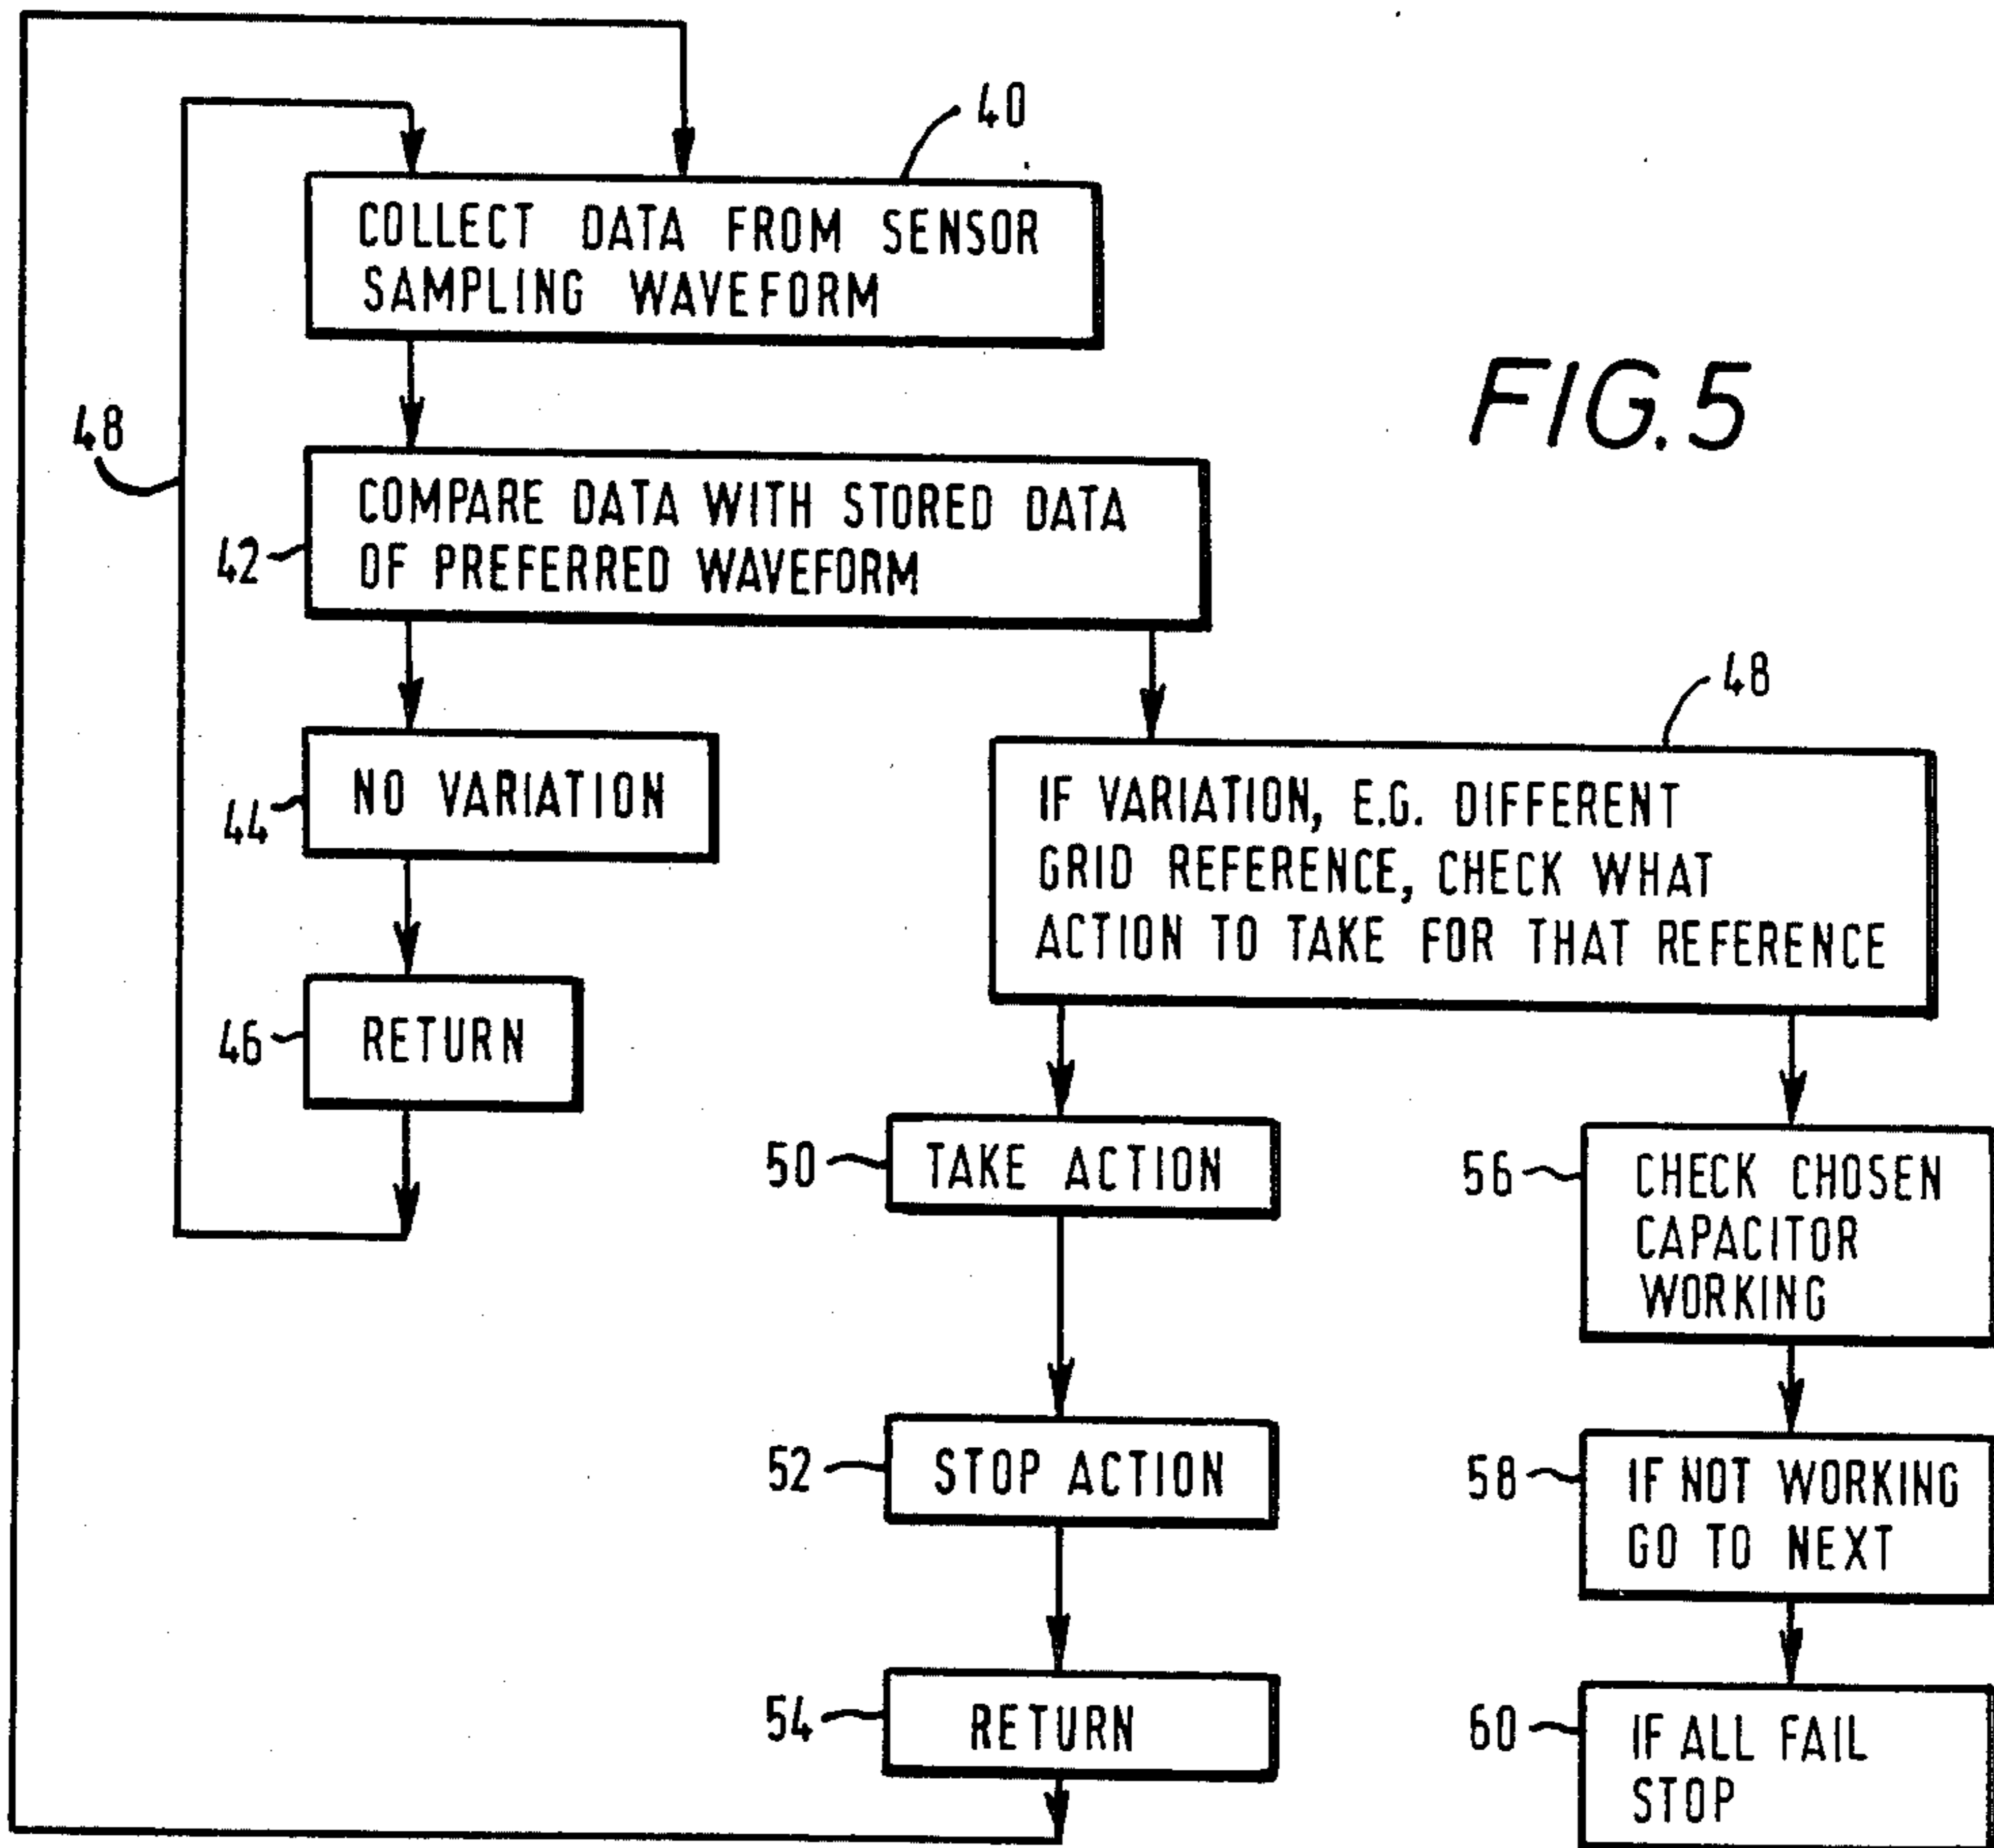 40
COLLECT DATA FROM SENSOR
SAMPLING WAVEFORM
FIG.5
48
42
COMPARE DATA WITH STORED DATA
OF PREFERRED WAVEFORM
48
44
NO VARIATION
IF VARIATION, E.G. DIFFERENT
GRID REFERENCE, CHECK WHAT
ACTION TO TAKE FOR THAT REFERENCE
46
RETURN
50
TAKE ACTION
56
CHECK CHOSEN
CAPACITOR
WORKING
52
STOP ACTION
58
IF NOT WORKING
GO TO NEXT
54
RETURN
60
IF ALL FAIL
STOP